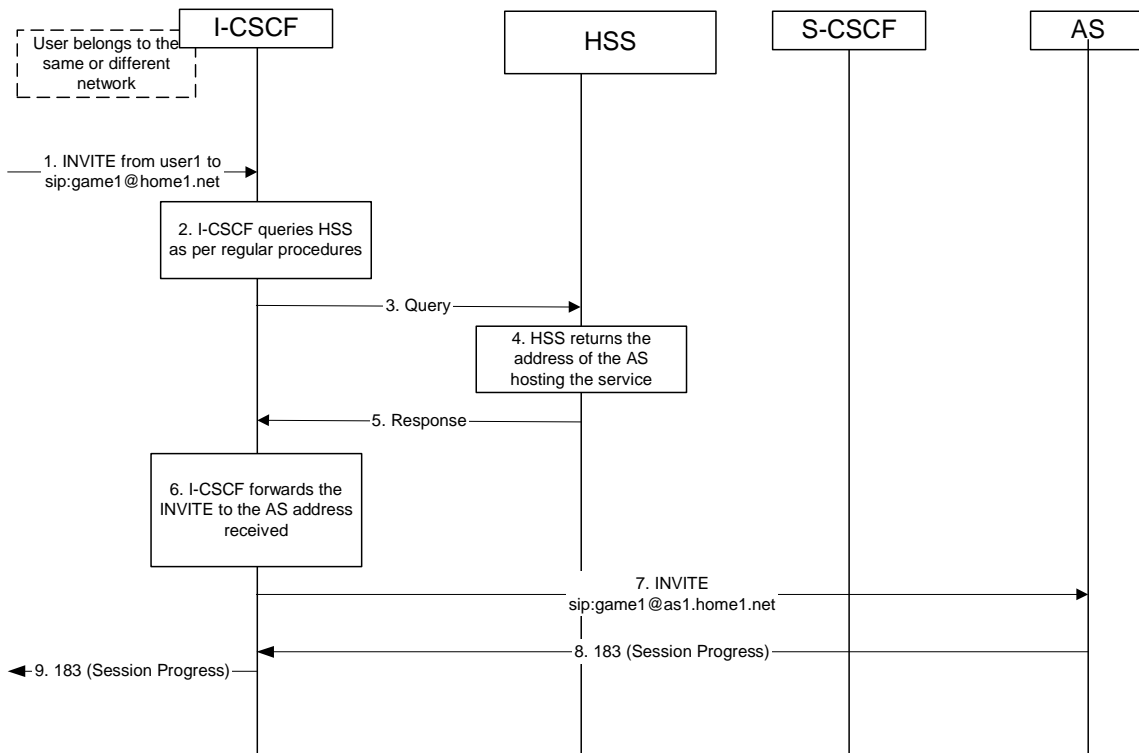 I-CSCF
HSS
S-CSCF
AS
User belongs to the
same or different
network
1. INVITE from user1 to
sip:game1@home1.net
2. I-CSCF queries HSS
as per regular procedures
3. Query
4. HSS returns the
address of the AS
hosting the service
5. Response
6. I-CSCF forwards the
INVITE to the AS address
received
7. INVITE
sip:game1@as1.home1.net
8. 183 (Session Progress)
9. 183 (Session Progress)